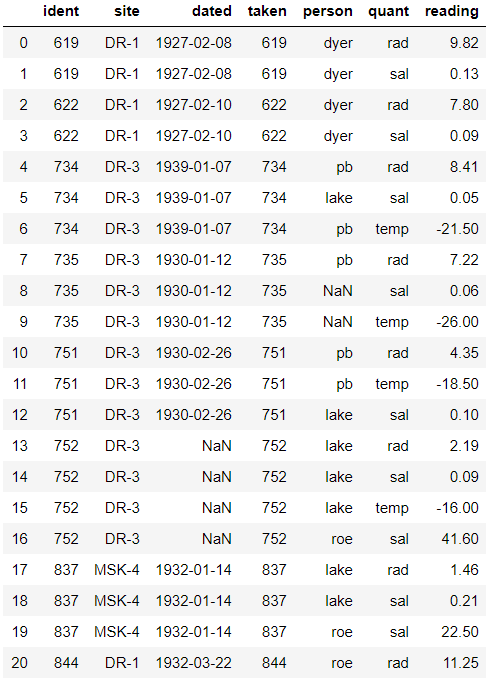 ident site dated taken person quant reading
0 619 DR-1 1927-02-08 619 dyer rad 9.82
1 619 DR-1 1927-02-08 619 dyer sal 0.13
2 622 DR-1 1927-02-10 622 dyer rad 7.80
3 622 DR-1 1927-02-10 622 dyer sal 0.09
4 734 DR-3 1939-01-07 734 pb rad 8.41
5 734 DR-3 1939-01-07 734 lake sal 0.05
6 734 DR-3 1939-01-07 734 pb temp -21.50
7 735 DR-3 1930-01-12 735 pb rad 7.22
8 735 DR-3 1930-01-12 735 NaN sal 0.06
9 735 DR-3 1930-01-12 735 NaN temp -26.00
10 751 DR-3 1930-02-26 751 pb rad 4.35
11 751 DR-3 1930-02-26 751 pb temp -18.50
12 751 DR-3 1930-02-26 751 lake sal 0.10
13 752 DR-3 NaN 752 lake rad 2.19
14 752 DR-3 NaN 752 lake sal 0.09
15 752 DR-3 NaN 752 lake temp -16.00
16 752 DR-3 NaN 752 roe sal 41.60
17 837 MSK-4 1932-01-14 837 lake rad 1.46
18 837 MSK-4 1932-01-14 837 lake sal 0.21
19 837 MSK-4 1932-01-14 837 roe sal 22.50
20 844 DR-1 1932-03-22 844 roe rad 11.25